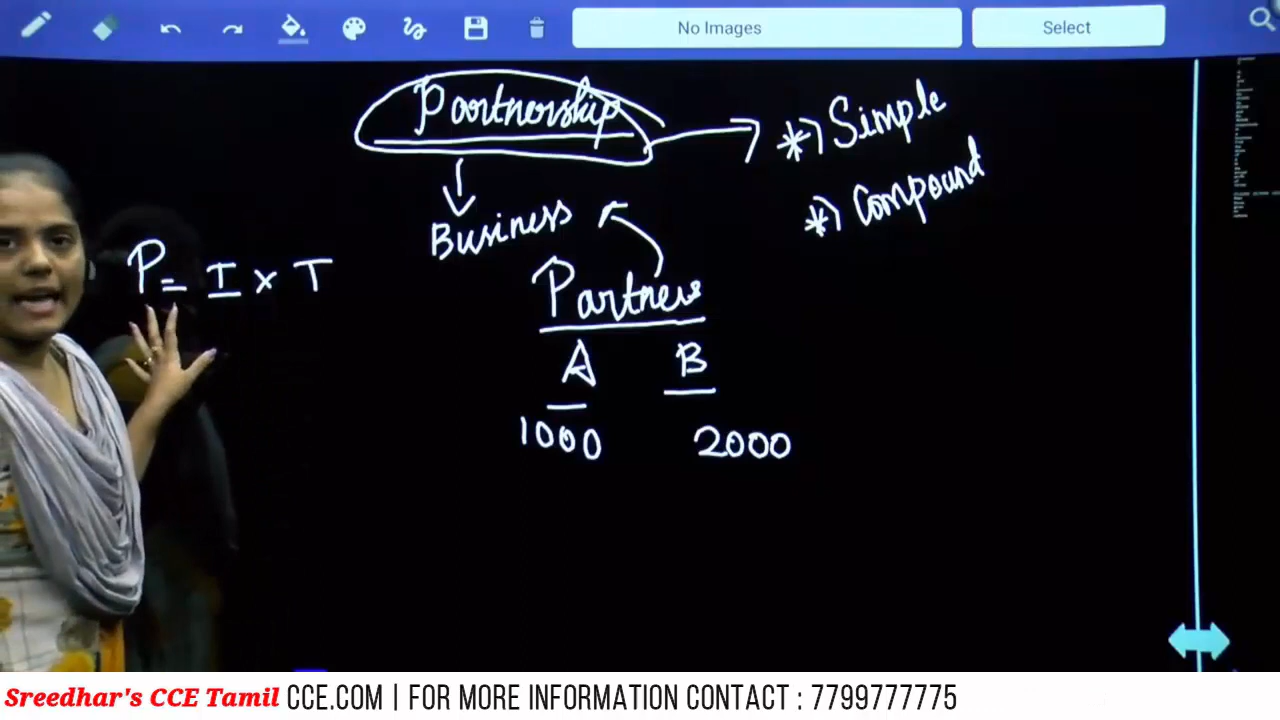 No Images
Select
Partnership
*) Simple
*) Compound
Business
P = I × T
Partners
A B
1000 2000
Sreedhar's CCE Tamil CCE.COM | FOR MORE INFORMATION CONTACT : 7799777775